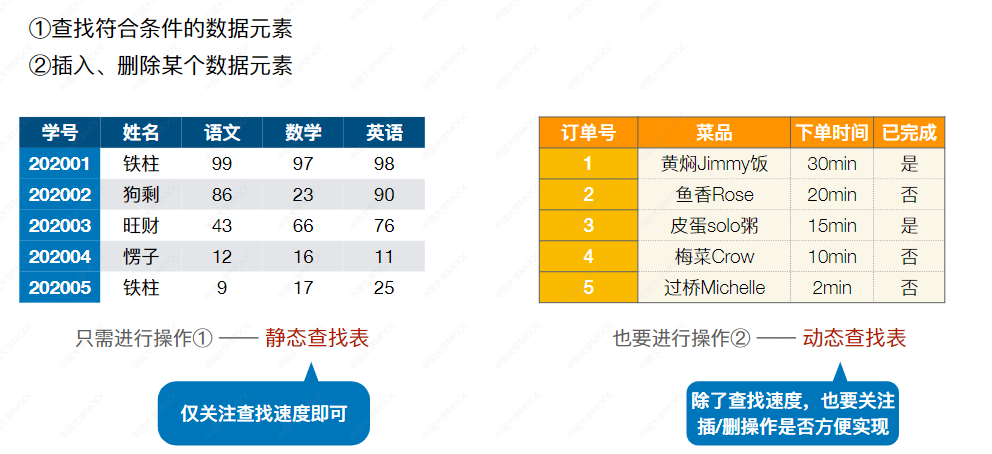 ①查找符合条件的数据元素
②插入、删除某个数据元素
学号 姓名 语文 数学 英语
202001 铁柱 99 97 98
202002 狗剩 86 23 90
202003 旺财 43 66 76
202004 愣子 12 16 11
202005 铁柱 9 17 25
只需进行操作① —— 静态查找表
仅关注查找速度即可
订单号 菜品 下单时间 已完成
1 黄焖Jimmy饭 30min 是
2 鱼香Rose 20min 否
3 皮蛋solo粥 15min 是
4 梅菜Crow 10min 否
5 过桥Michelle 2min 否
也要进行操作② —— 动态查找表
除了查找速度，也要关注
插/删操作是否方便实现